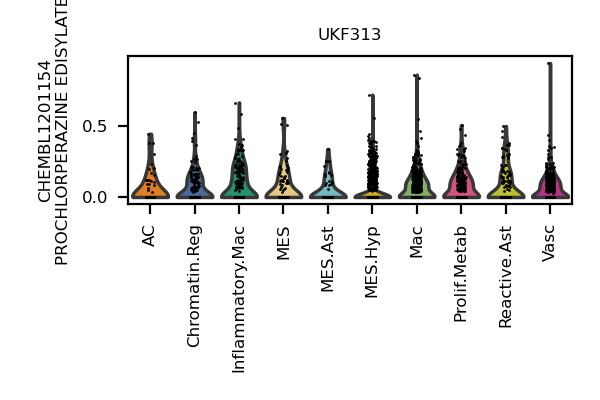 UKF313
CHEMBL1201154
PROCHLORPERAZINE EDISYLATE
0.5
0.0
AC
Chromatin.Reg
Inflammatory.Mac
MES
MES.Ast
MES.Hyp
Mac
Prolif.Metab
Reactive.Ast
Vasc